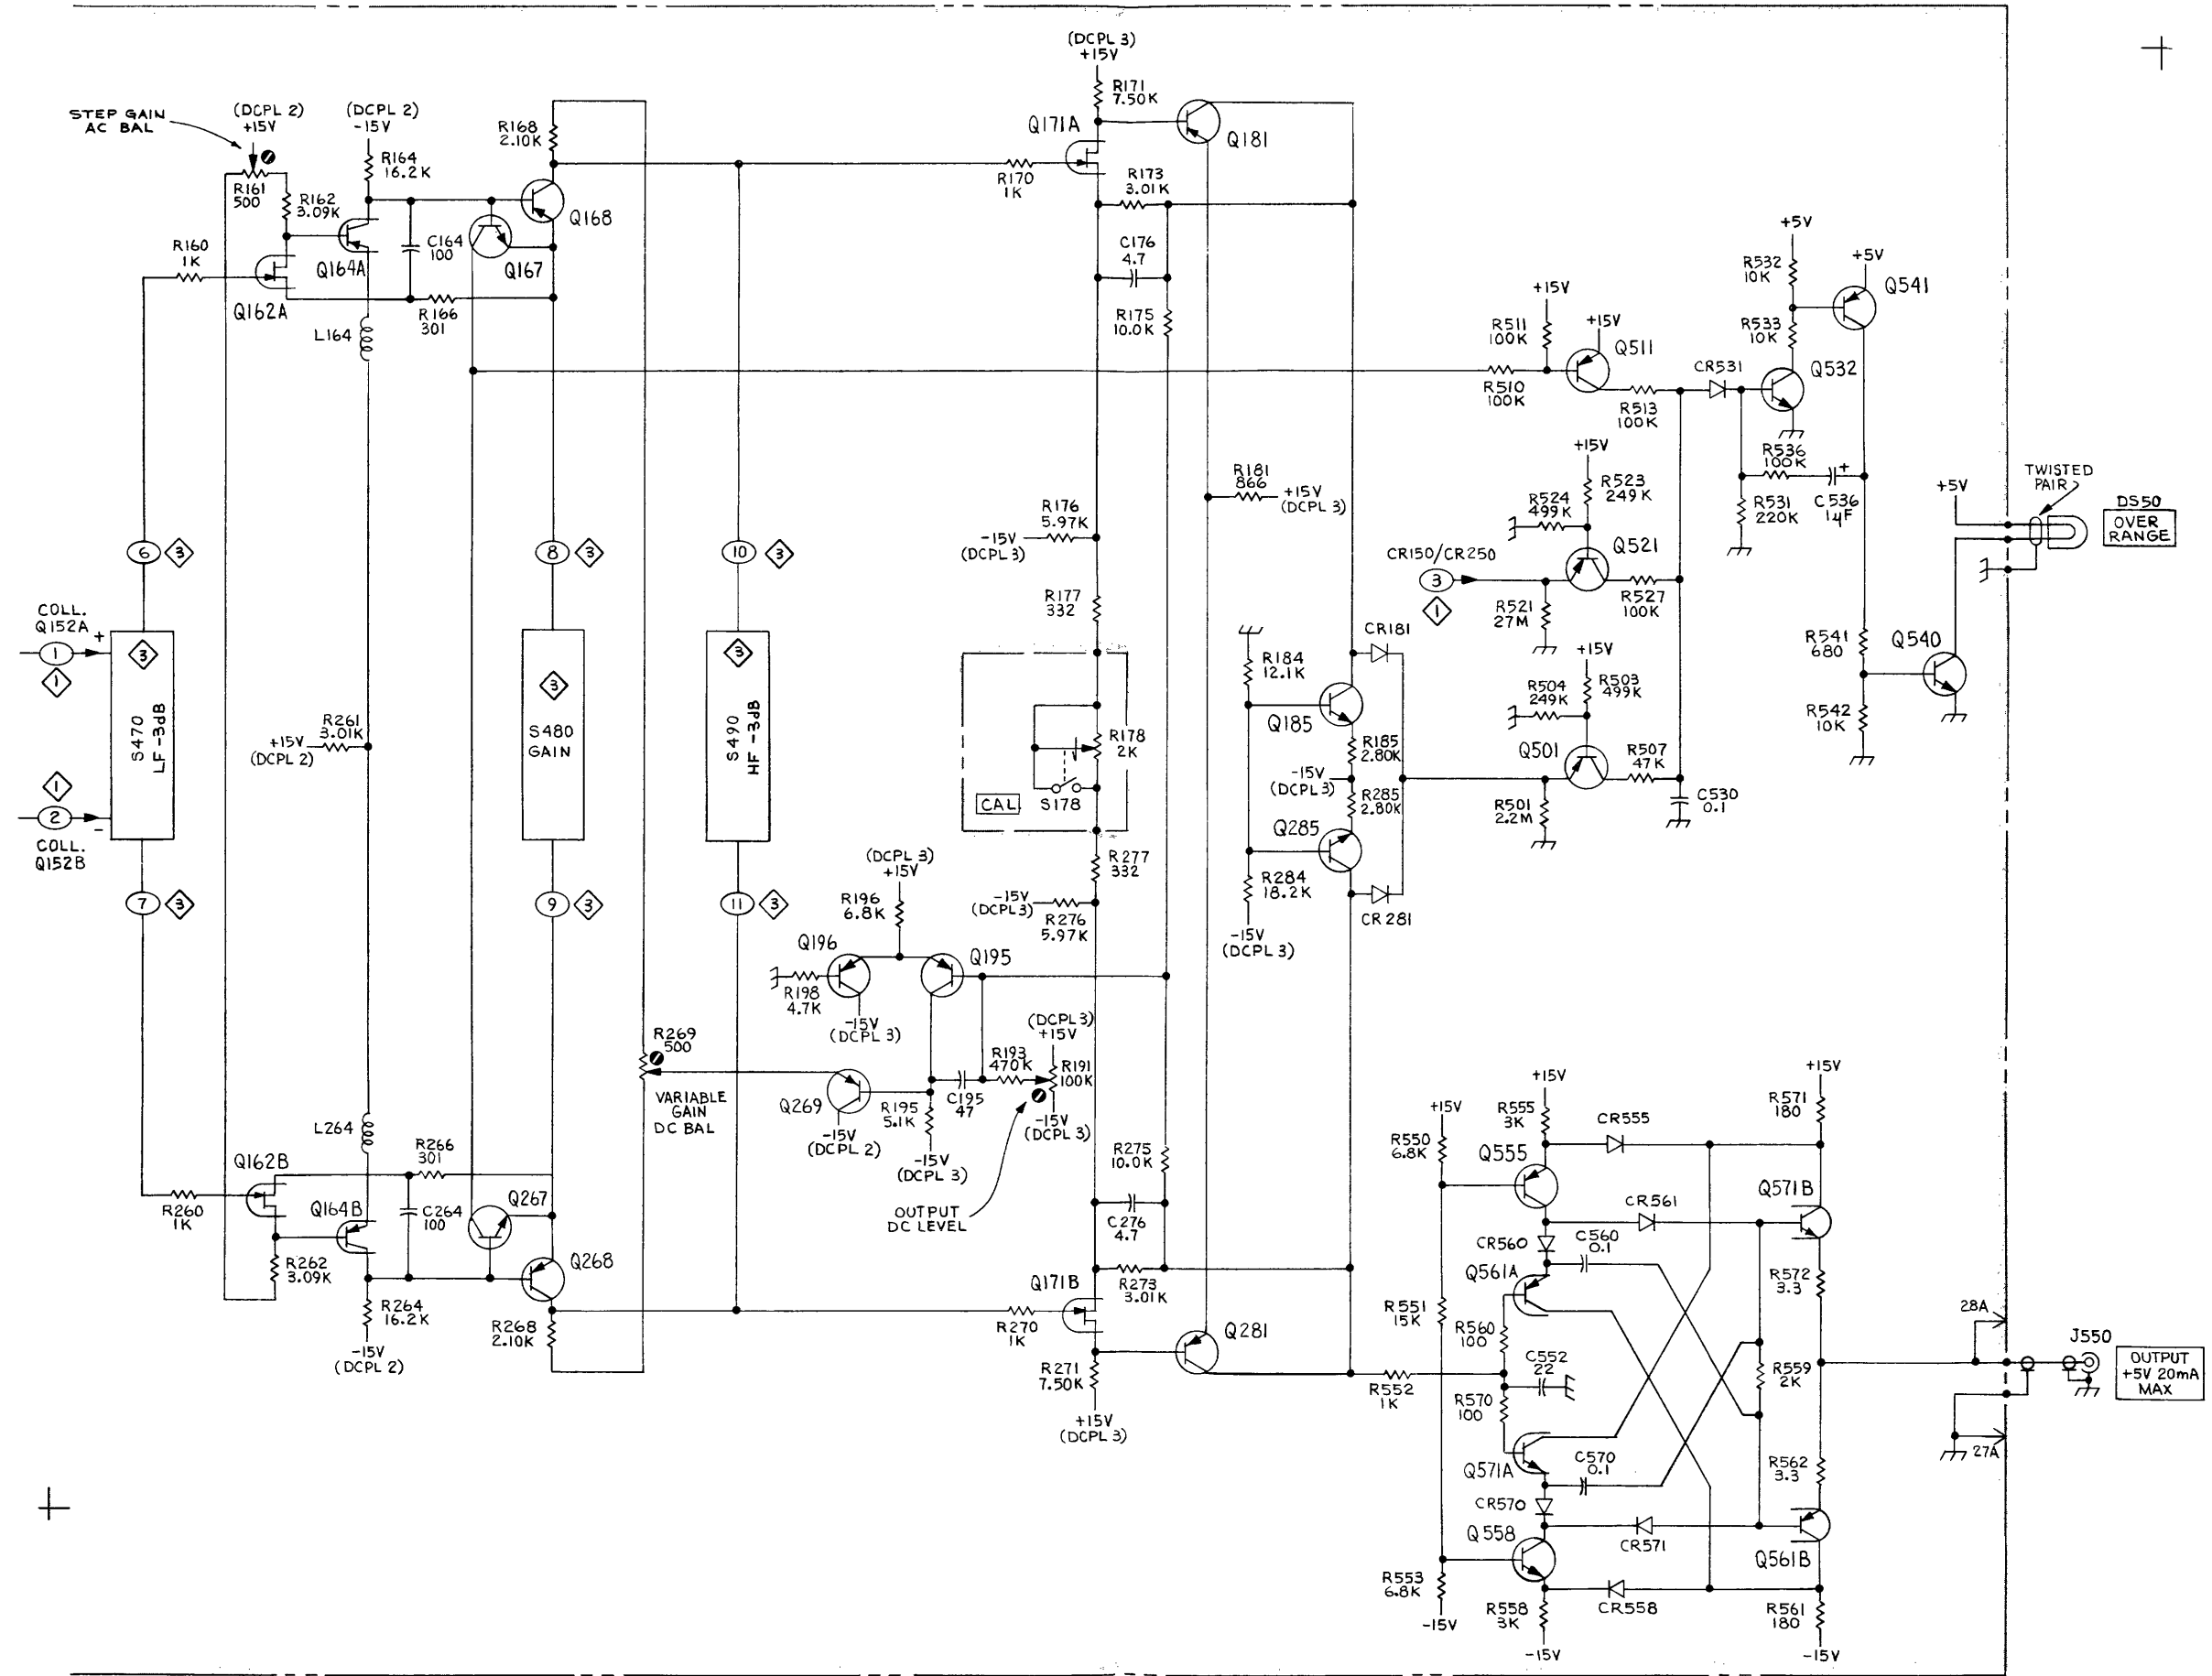 (DCPL 3)
+15V
R171
7.50K
STEP GAIN
AC BAL
(DCPL 2)
+15V
(DCPL 2)
-15V
R168
2.10K
Q171A
Q181
R164
16.2K
R161
500
R162
3.09K
Q168
R170
1K
R173
3.01K
R160
1K
C164
100
Q164A
Q167
Q162A
R166
301
L164
C176
4.7
R175
10.0K
+5V
R532
10K
+5V
Q541
R533
10K
+15V
R511
100K
+15V
Q511
CR531
Q532
R510
100K
R513
100K
R536
100K
+
C536
1µF
R531
220K
+15V
R523
249K
R524
499K
Q521
CR150/CR250
3
1
R521
27M
R527
100K
R181
866
+15V
(DCPL 3)
R176
5.97K
-15V
(DCPL 3)
+5V
TWISTED
PAIR
DS50
OVER
RANGE
6
3
8
3
10
3
COLL.
Q152A
+
1
1
3
S470
LF -3dB
1
2
-
COLL.
Q152B
7
3
R261
3.01K
+15V
(DCPL 2)
3
S480
GAIN
9
3
3
S490
HF -3dB
11
3
R177
332
R178
2K
CAL
S178
R277
332
-15V
(DCPL3)
R276
5.97K
R184
12.1K
Q185
R185
2.80K
-15V
(DCPL3)
R285
2.80K
Q285
R284
18.2K
-15V
(DCPL 3)
CR181
CR281
+15V
R503
499K
R504
249K
Q501
R507
47K
R501
2.2M
C530
0.1
R541
680
Q540
R542
10K
(DCPL 3)
+15V
R196
6.8K
Q196
Q195
R198
4.7K
-15V
(DCPL 3)
R269
500
VARIABLE
GAIN
DC BAL
Q269
R195
5.1K
-15V
(DCPL 2)
-15V
(DCPL 3)
C195
47
R193
470K
(DCPL3)
+15V
R191
100K
-15V
(DCPL 3)
OUTPUT
DC LEVEL
L264
R266
301
Q162B
Q164B
C264
100
Q267
R260
1K
R262
3.09K
Q268
R264
16.2K
-15V
(DCPL 2)
R268
2.10K
R275
10.0K
C276
4.7
Q171B
R273
3.01K
R270
1K
R271
7.50K
+15V
(DCPL 3)
Q281
R552
1K
+15V
R550
6.8K
+15V
R555
3K
CR555
Q555
+15V
R571
180
CR561
Q571B
CR560
C560
0.1
Q561A
R572
3.3
R551
15K
R560
100
C552
22
R570
100
R559
2K
28A
J550
OUTPUT
+5V 20mA
MAX
27A
Q571A
C570
0.1
R562
3.3
CR570
Q558
CR571
Q561B
R553
6.8K
-15V
R558
3K
-15V
CR558
R561
180
-15V